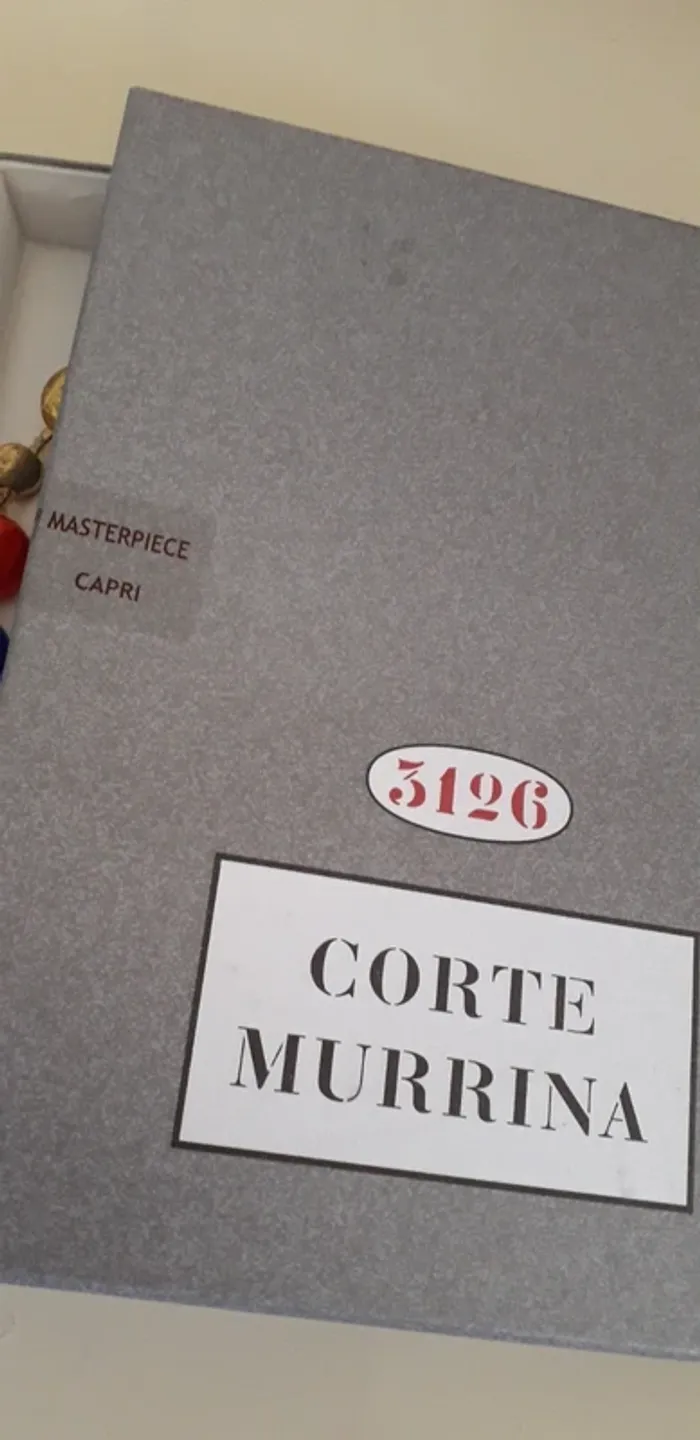 MASTERPIECE
CAPRI
3126
CORTE
MURRINA